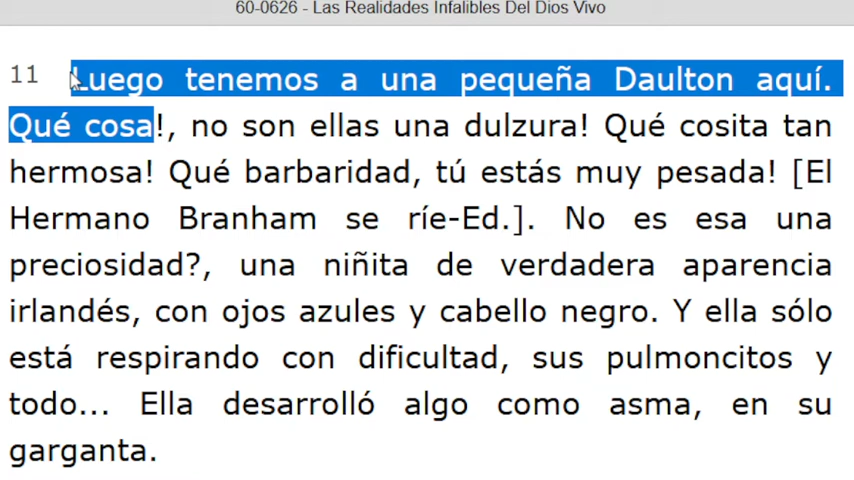 60-0626 - Las Realidades Infalibles Del Dios Vivo
11 Luego tenemos a una pequeña Daulton aquí.
Qué cosa!, no son ellas una dulzura! Qué cosita tan
hermosa! Qué barbaridad, tú estás muy pesada! [El
Hermano Branham se ríe-Ed.]. No es esa una
preciosidad?, una niñita de verdadera aparencia
irlandés, con ojos azules y cabello negro. Y ella sólo
está respirando con dificultad, sus pulmoncitos y
todo... Ella desarrolló algo como asma, en su
garganta.